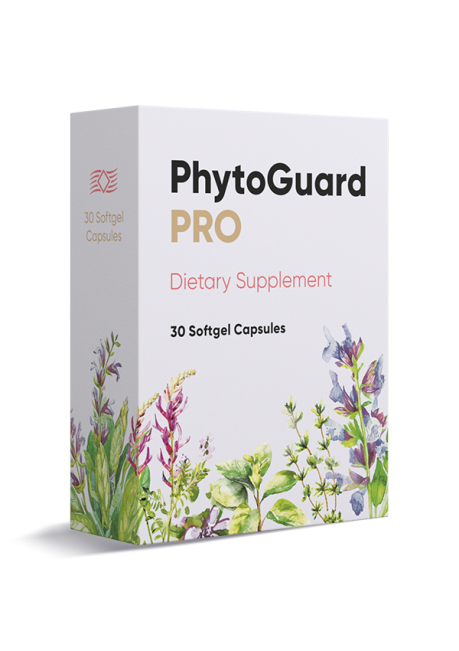 30 Softgel
Capsules
PhytoGuard
PRO
Dietary Supplement
30 Softgel Capsules